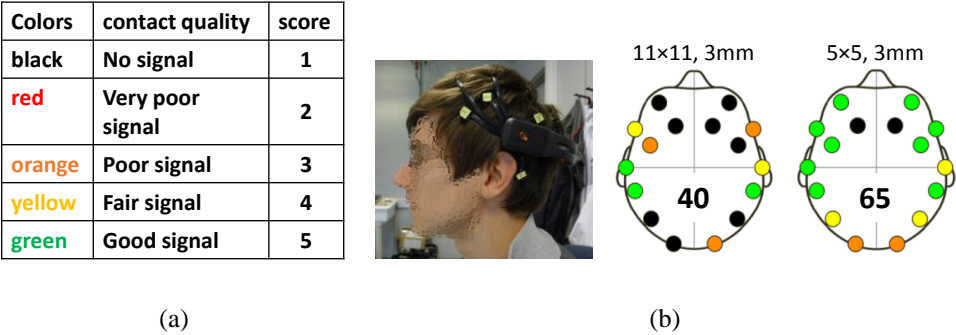 Colors contact quality score
black No signal 1
red Very poor signal 2
orange Poor signal 3
yellow Fair signal 4
green Good signal 5
11×11, 3mm
5×5, 3mm
40
65
(a)
(b)